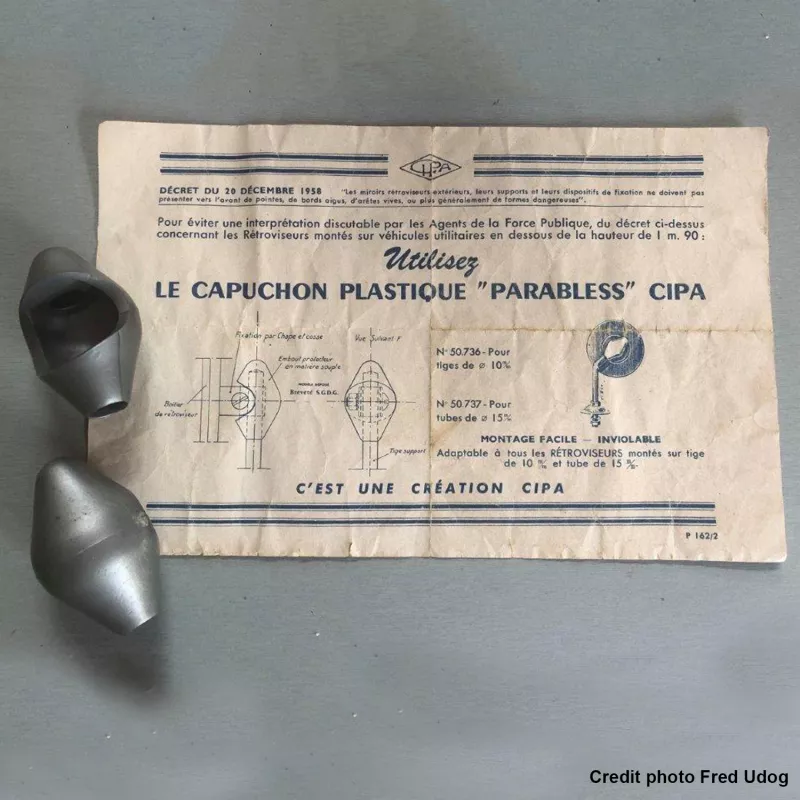 CIPA
DÉCRET DU 20 DÉCEMBRE 1958 "Les miroirs rétroviseurs extérieurs, leurs supports et leurs dispositifs de fixation ne doivent pas
présenter vers l'avant de pointes, de bords aigus, d'arêtes vives, ou plus généralement de formes dangereuses".
Pour éviter une interprétation discutable par les Agents de la Force Publique, du décret ci-dessus
concernant les Rétroviseurs montés sur véhicules utilitaires en dessous de la hauteur de 1 m. 90 :
Utilisez
LE CAPUCHON PLASTIQUE "PARABLESS" CIPA
Fixation par Chape et cosse
Vue Suivant F
Embout protecteur
en matière souple
MODÈLE DÉPOSÉ
Breveté S.G.D.G.
Boitier
de rétroviseur
Tige support
N° 50.736 - Pour
tiges de ø 10%
N° 50.737 - Pour
tubes de ø 15%
MONTAGE FACILE — INVIOLABLE
Adaptable à tous les RÉTROVISEURS montés sur tige
de 10 m/m et tube de 15 m/m.
C'EST UNE CRÉATION CIPA
P 162/2
Credit photo Fred Udog